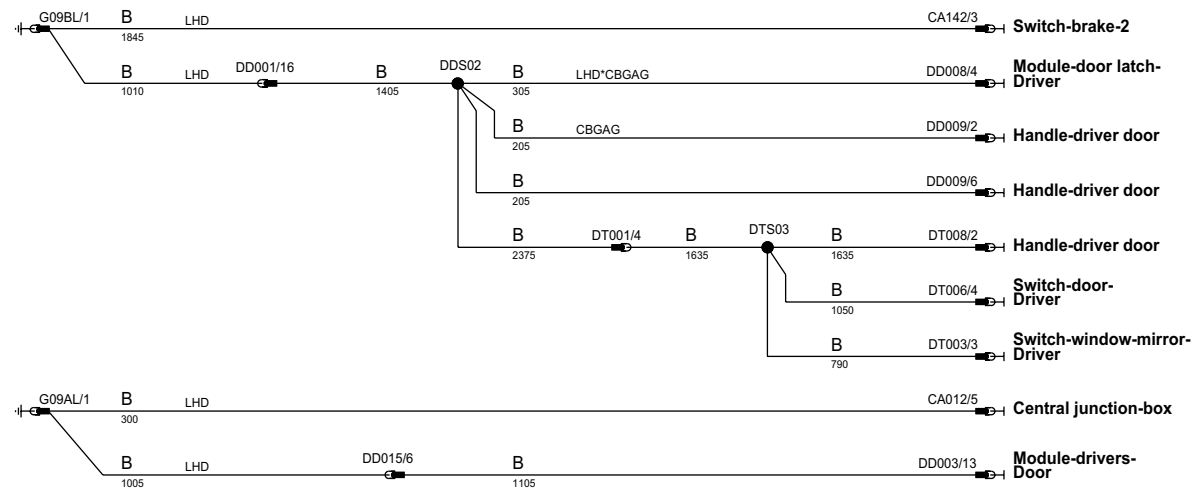 G09BL/1 B LHD CA142/3 Switch-brake-2
1845
B LHD DD001/16 B DDS02 B LHD*CBGAG DD008/4 Module-door latch-
Driver
1010 1405 305
B CBGAG DD009/2 Handle-driver door
205
B DD009/6 Handle-driver door
205
B DT001/4 B DTS03 B DT008/2 Handle-driver door
2375 1635 1635
B DT006/4 Switch-door-
Driver
1050
B DT003/3 Switch-window-mirror-
Driver
790
G09AL/1 B LHD CA012/5 Central junction-box
300
B LHD DD015/6 B DD003/13 Module-drivers-
Door
1005 1105